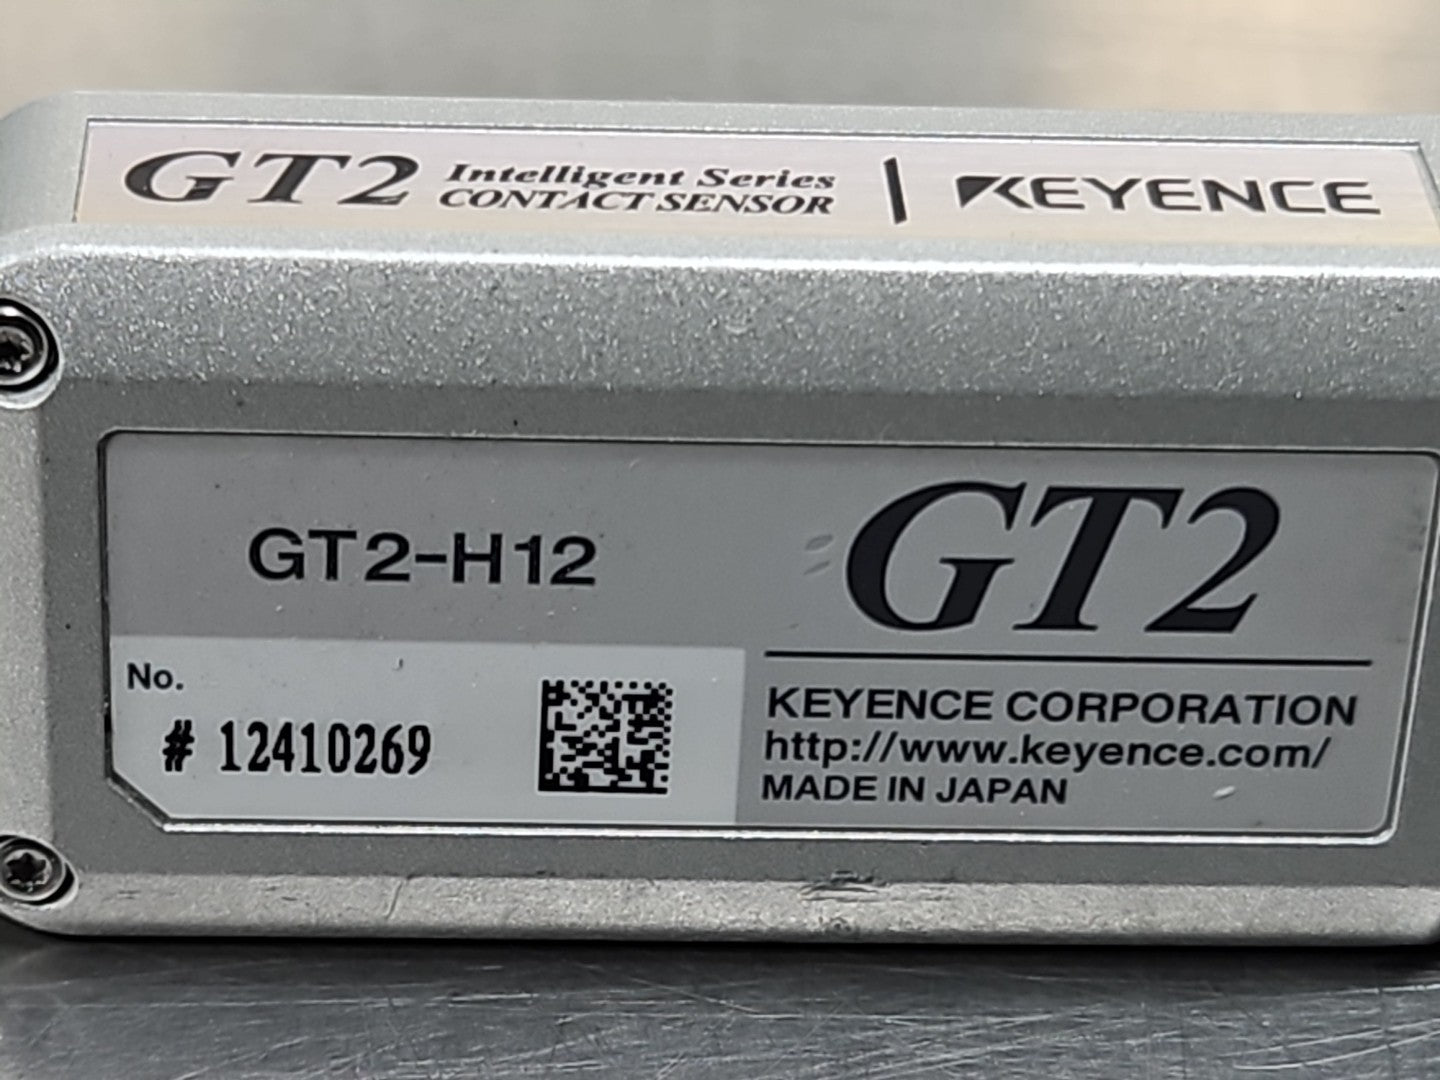 GT2 Intelligent Series
CONTACT SENSOR
KEYENCE
GT2-H12
No.
# 12410269
GT2
KEYENCE CORPORATION
http://www.keyence.com/
MADE IN JAPAN